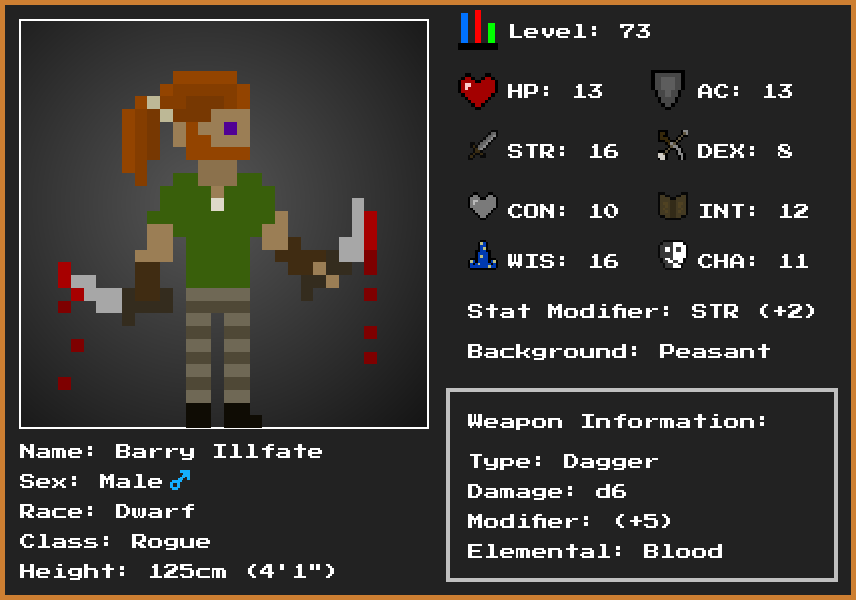 Level: 73
HP: 13
AC: 13
STR: 16
DEX: 8
CON: 10
INT: 12
WIS: 16
CHA: 11
Stat Modifier: STR (+2)
Background: Peasant
Weapon Information:
Type: Dagger
Damage: d6
Modifier: (+5)
Elemental: Blood
Name: Barry Illfate
Sex: Male♂
Race: Dwarf
Class: Rogue
Height: 125cm (4'1")